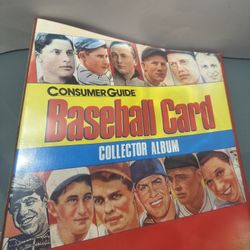 CONSUMER GUIDE
Baseball Card
COLLECTOR ALBUM